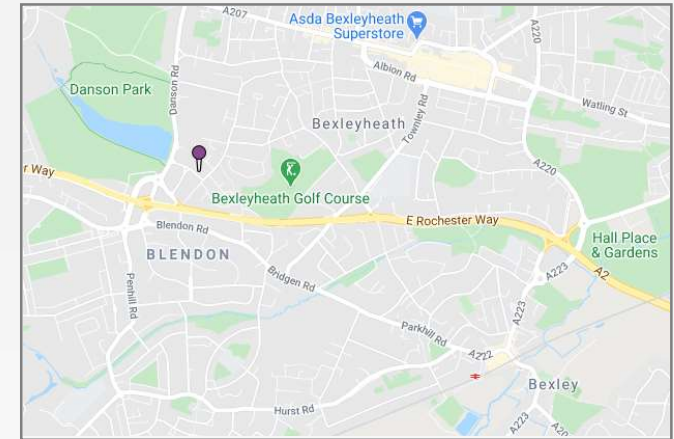 A207
Asda Bexleyheath
Superstore
A220
Albion Rd
Danson Rd
Danson Park
Watling St
Townley Rd
Bexleyheath
A220
r Way
Bexleyheath Golf Course
E Rochester Way
Blendon Rd
Hall Place
& Gardens
BLENDON
A223
A2
Bridgen Rd
Penhill Rd
A223
Parkhill Rd
A222
Bexley
Hurst Rd
A223
A20